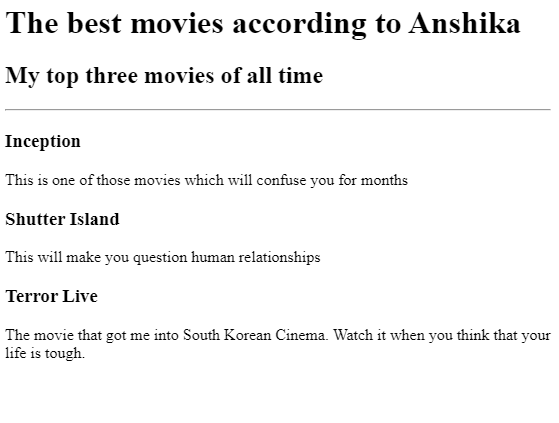 The best movies according to Anshika
My top three movies of all time
Inception
This is one of those movies which will confuse you for months
Shutter Island
This will make you question human relationships
Terror Live
The movie that got me into South Korean Cinema. Watch it when you think that your
life is tough.